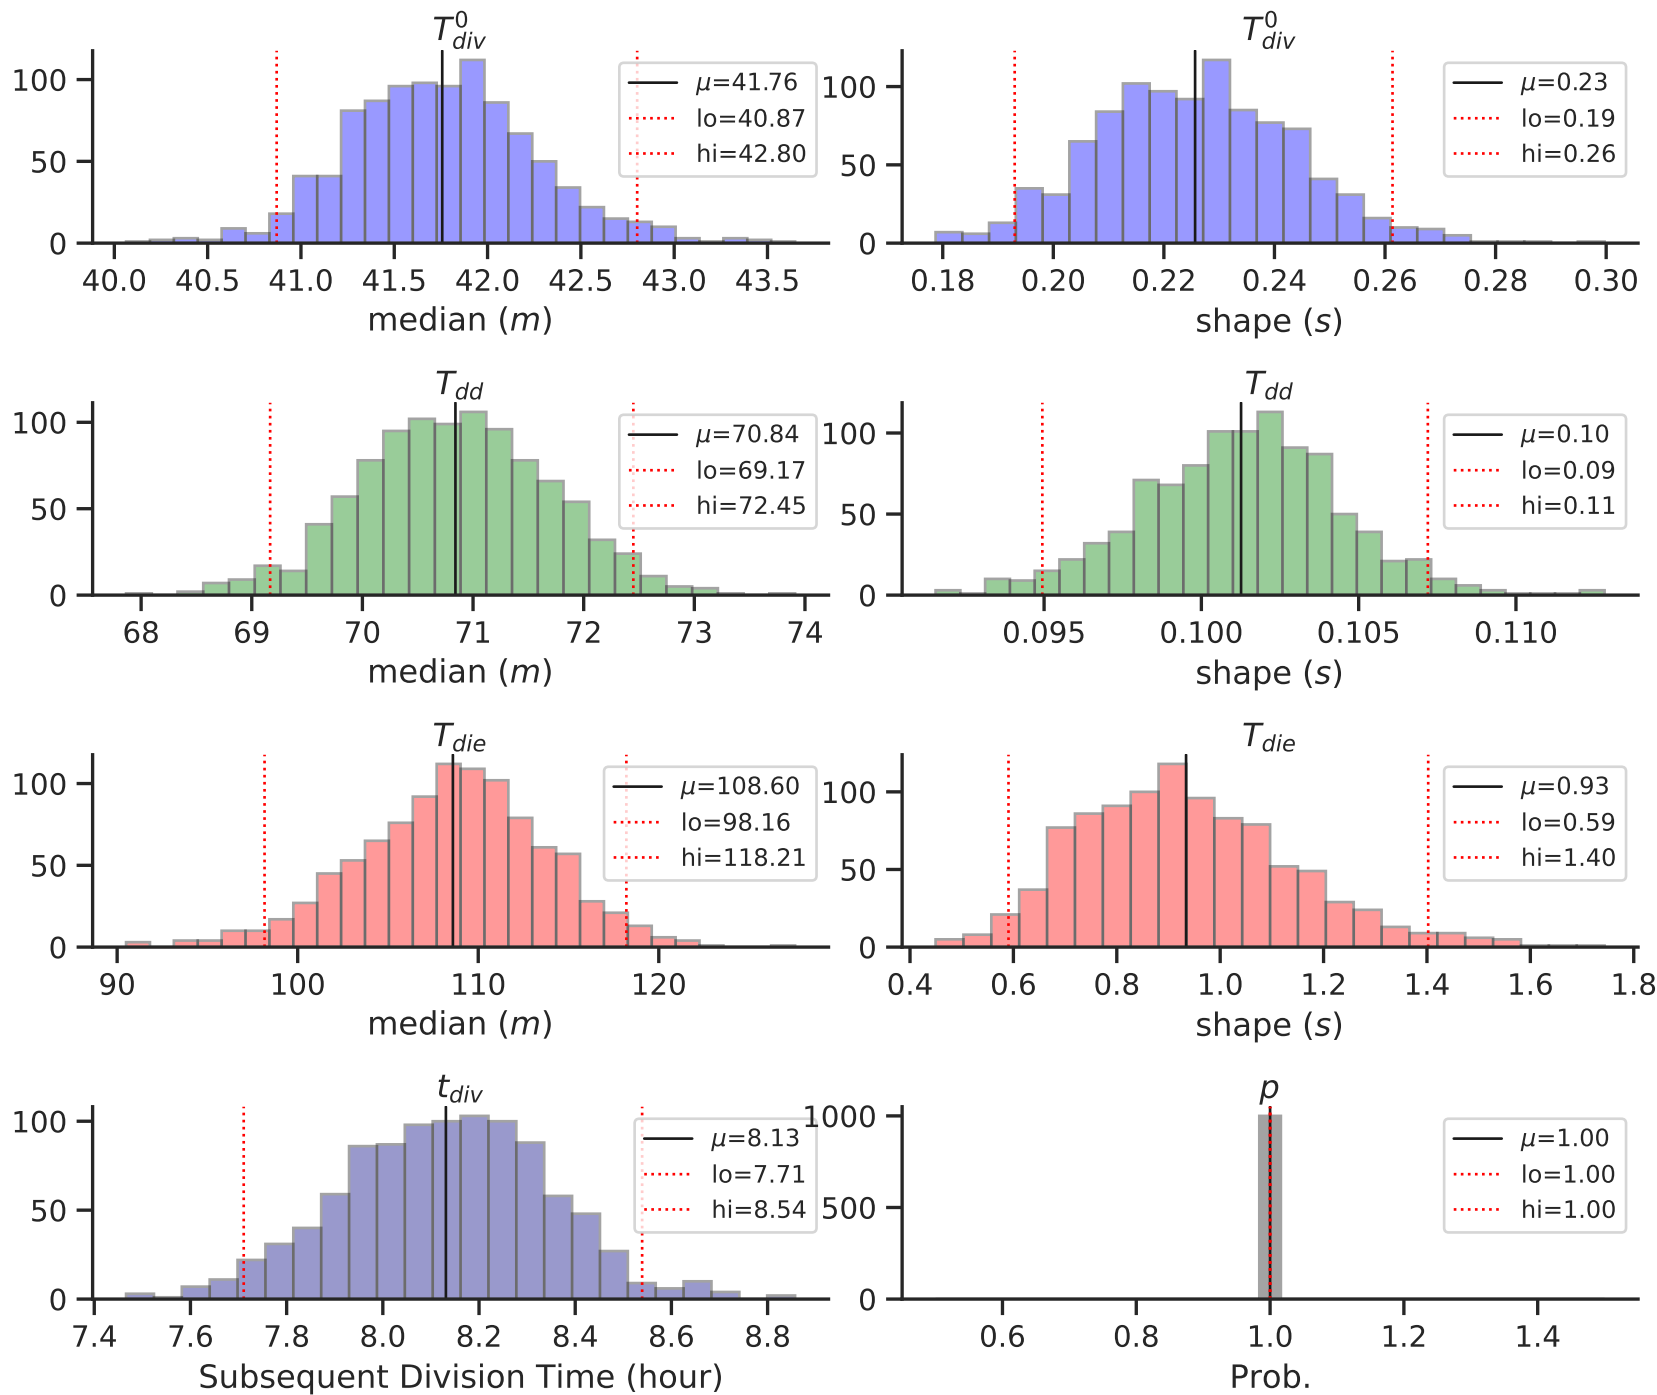 T⁰div
100
50
0
μ=41.76
lo=40.87
hi=42.80
40.0 40.5 41.0 41.5 42.0 42.5 43.0 43.5
median (m)
T⁰div
100
50
0
μ=0.23
lo=0.19
hi=0.26
0.18 0.20 0.22 0.24 0.26 0.28 0.30
shape (s)
Tdd
100
50
0
μ=70.84
lo=69.17
hi=72.45
68 69 70 71 72 73 74
median (m)
Tdd
100
50
0
μ=0.10
lo=0.09
hi=0.11
0.095 0.100 0.105 0.110
shape (s)
Tdie
100
50
0
μ=108.60
lo=98.16
hi=118.21
90 100 110 120
median (m)
Tdie
100
50
0
μ=0.93
lo=0.59
hi=1.40
0.4 0.6 0.8 1.0 1.2 1.4 1.6 1.8
shape (s)
tdiv
100
50
0
μ=8.13
lo=7.71
hi=8.54
7.4 7.6 7.8 8.0 8.2 8.4 8.6 8.8
Subsequent Division Time (hour)
p
1000
500
0
μ=1.00
lo=1.00
hi=1.00
0.6 0.8 1.0 1.2 1.4
Prob.